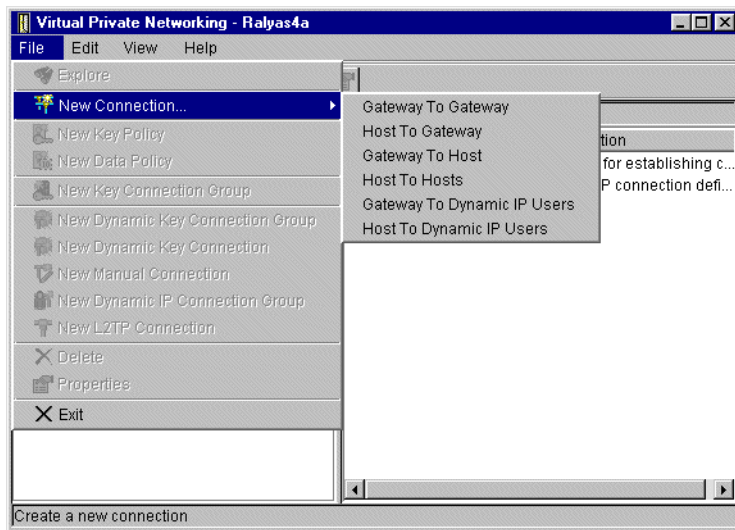 Virtual Private Networking - Ralyas4a
File Edit View Help
Explore
New Connection...
New Key Policy
New Data Policy
New Key Connection Group
New Dynamic Key Connection Group
New Dynamic Key Connection
New Manual Connection
New Dynamic IP Connection Group
New L2TP Connection
Delete
Properties
Exit
Gateway To Gateway
Host To Gateway
Gateway To Host
Host To Hosts
Gateway To Dynamic IP Users
Host To Dynamic IP Users
tion
for establishing c...
P connection defi...
Create a new connection